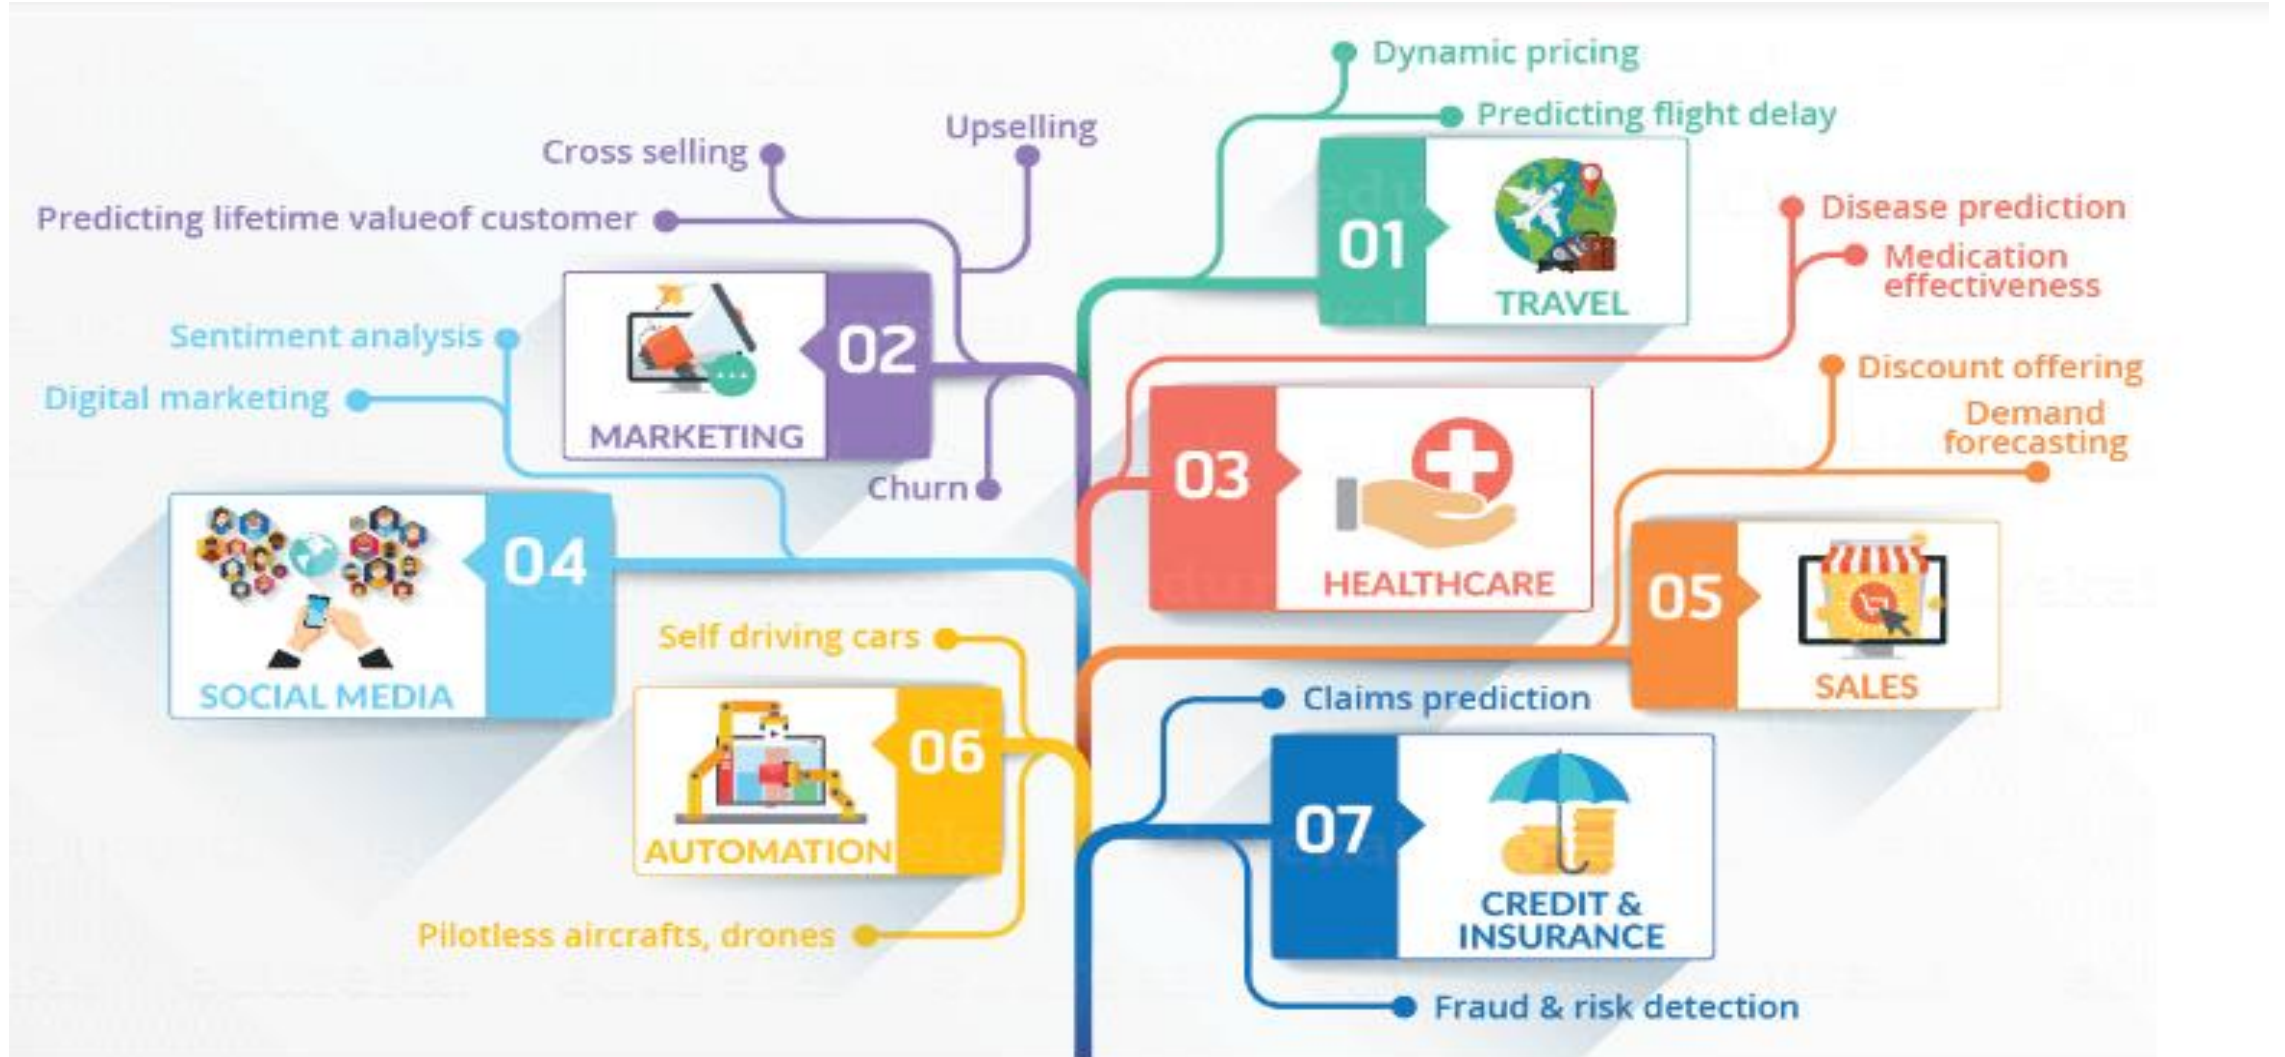 Dynamic pricing
Predicting flight delay
01
TRAVEL
Upselling
Cross selling
Predicting lifetime valueof customer
02
MARKETING
Churn
Disease prediction
Medication
effectiveness
03
HEALTHCARE
Sentiment analysis
Digital marketing
04
SOCIAL MEDIA
Discount offering
Demand
forecasting
05
SALES
Self driving cars
06
AUTOMATION
Pilotless aircrafts, drones
Claims prediction
07
CREDIT &
INSURANCE
Fraud & risk detection